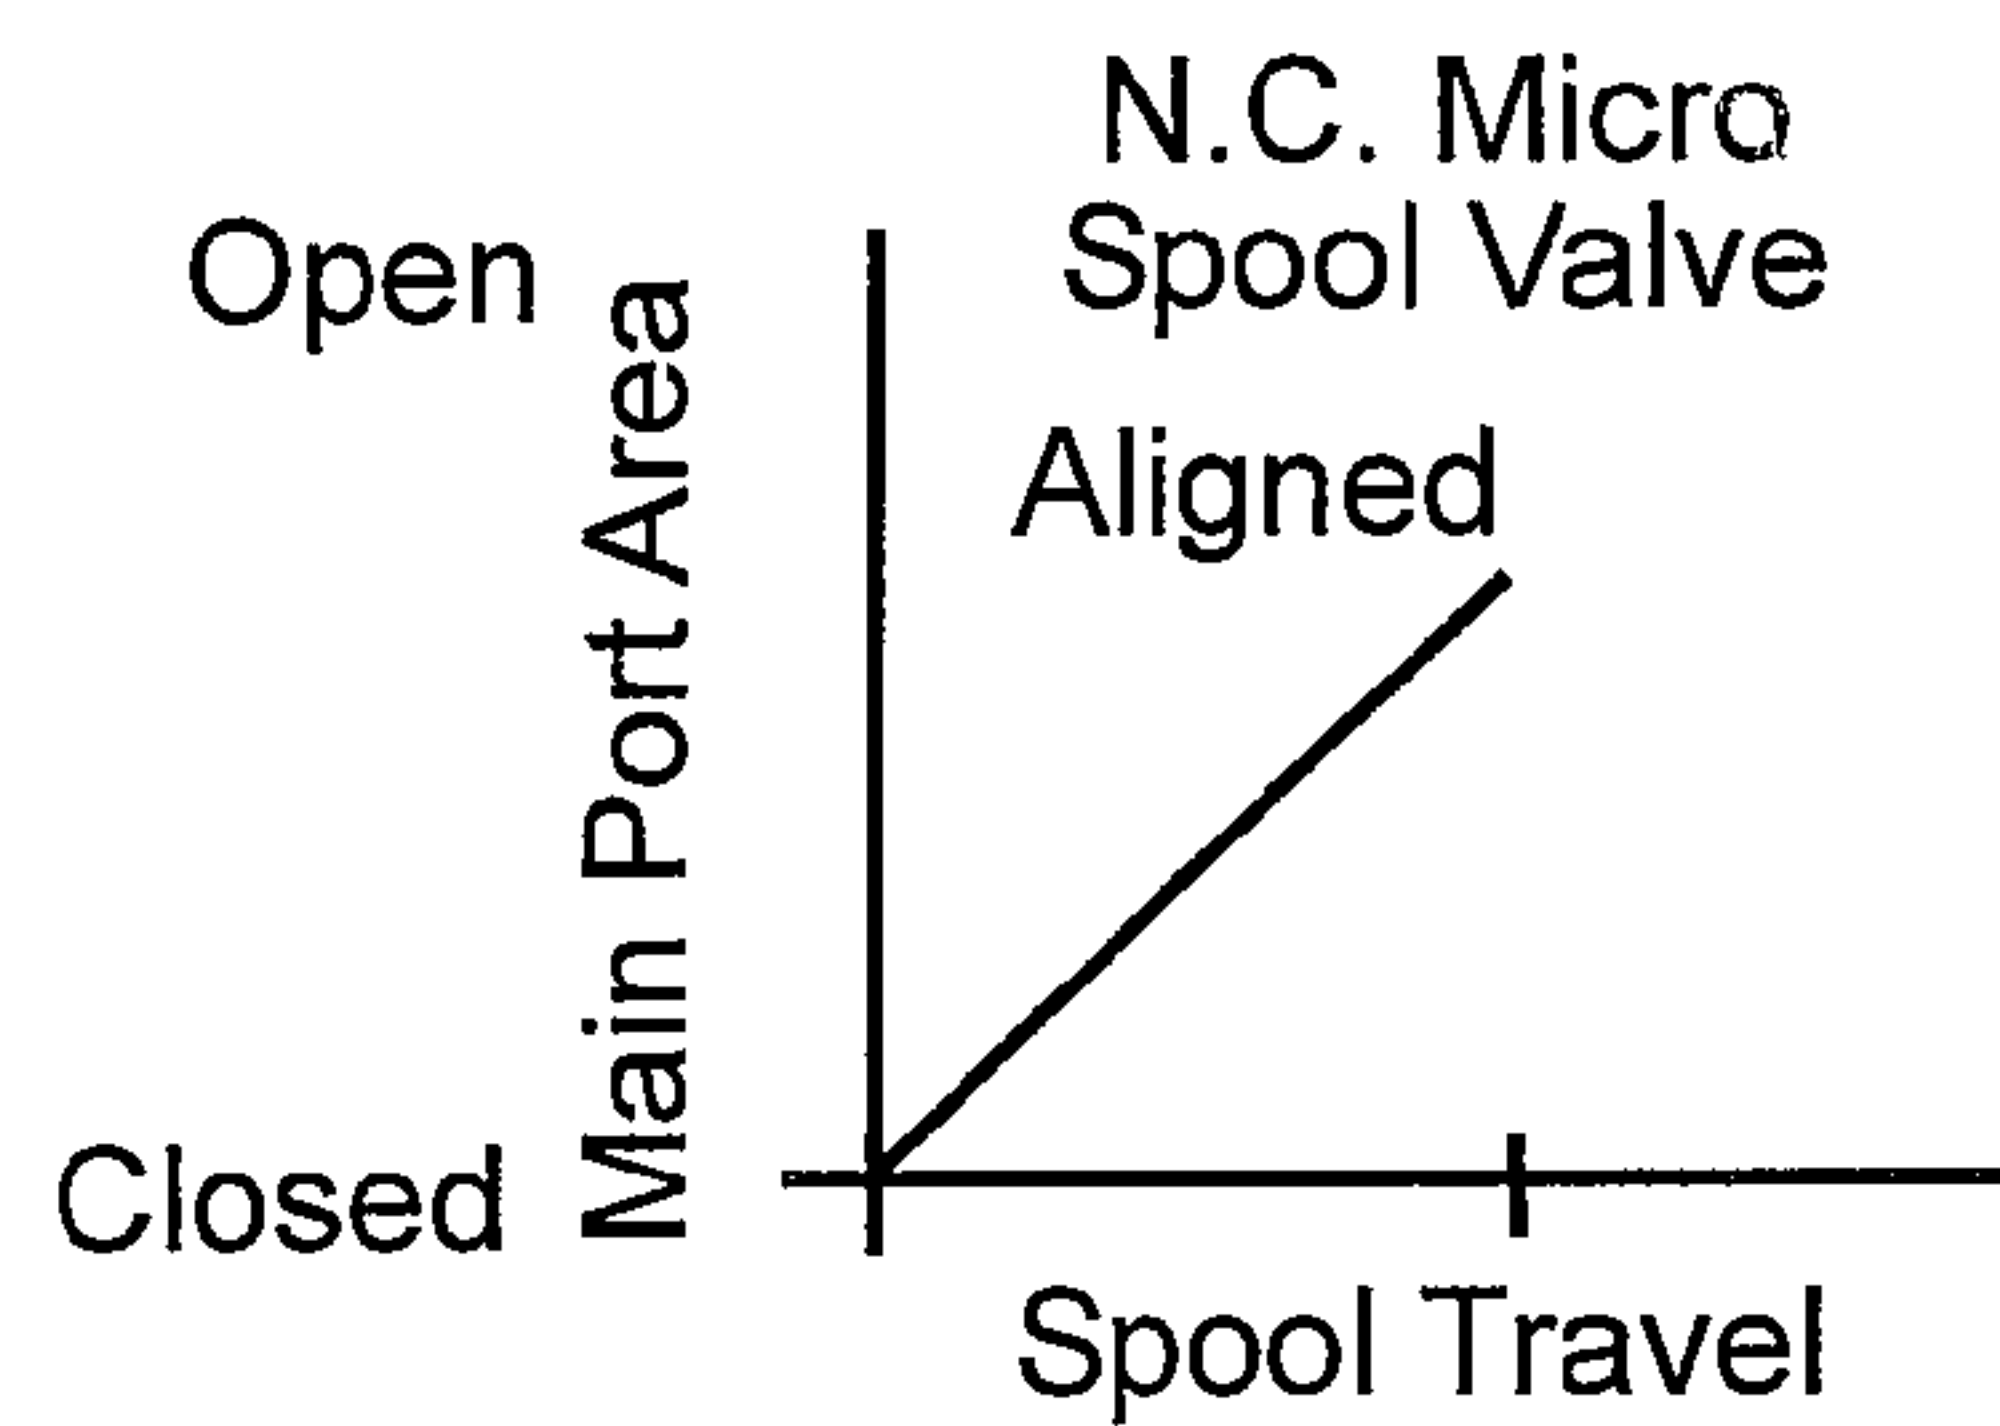 N.C. Micro
Spool Valve
Open
Main Port Area
Aligned
Closed
Spool Travel